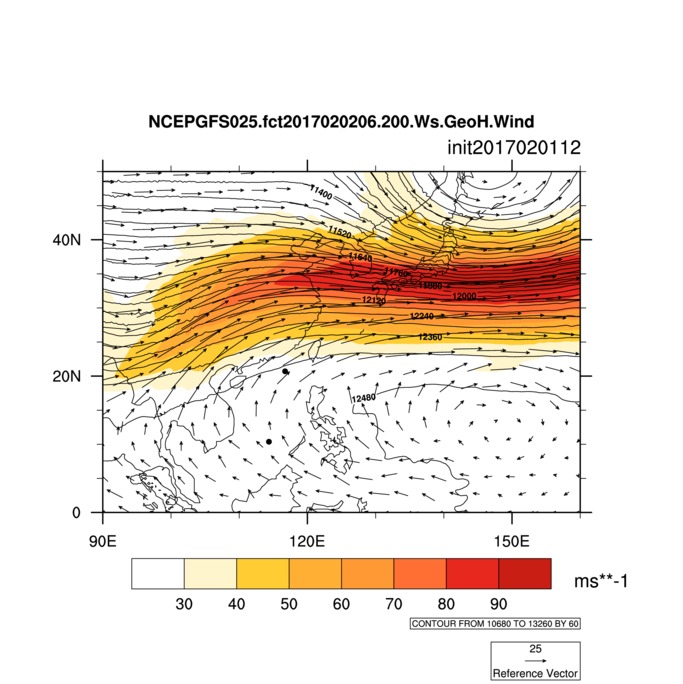 NCEPGFS025.fct2017020206.200.Ws.GeoH.Wind
init2017020112
11400
40N
11520
11640
11760
11880
12000
12120
12240
12360
20N
12480
0
90E 120E 150E
ms**-1
30 40 50 60 70 80 90
CONTOUR FROM 10680 TO 13260 BY 60
25
Reference Vector